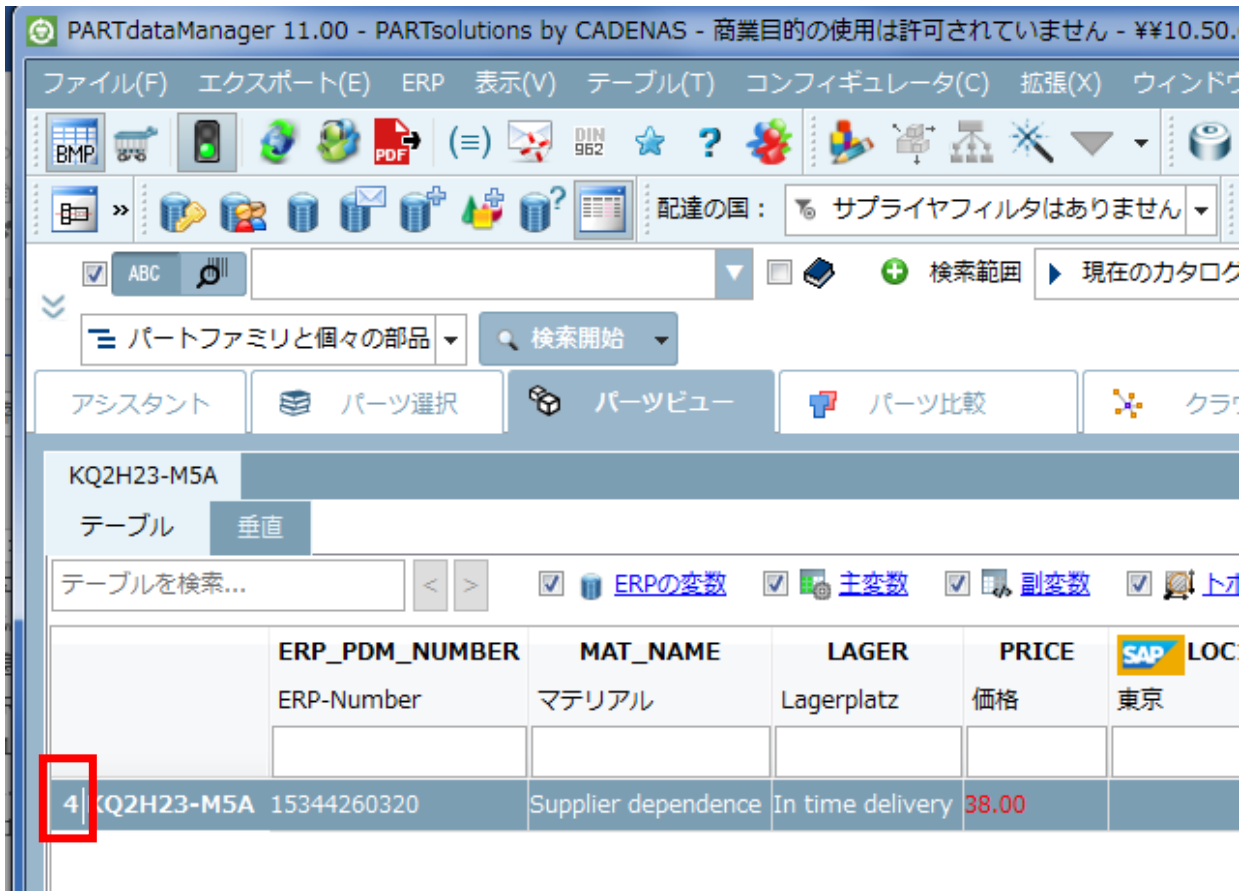 PARTdataManager 11.00 - PARTsolutions by CADENAS - 商業目的の使用は許可されていません - ¥¥10.50.
ファイル(F) エクスポート(E) ERP 表示(V) テーブル(T) コンフィギュレータ(C) 拡張(X) ウィンドウ
BMP PDF (=) DIN 962 ?
» ? 配達の国： サプライヤフィルタはありません
ABC 検索範囲 現在のカタログ
パートファミリと個々の部品 検索開始
アシスタント パーツ選択 パーツビュー パーツ比較 クラウ
KQ2H23-M5A
テーブル 垂直
テーブルを検索... < > ERPの変数 主変数 副変数 トポ
ERP_PDM_NUMBER MAT_NAME LAGER PRICE SAP LOC
ERP-Number マテリアル Lagerplatz 価格 東京
4 KQ2H23-M5A 15344260320 Supplier dependence In time delivery 38.00